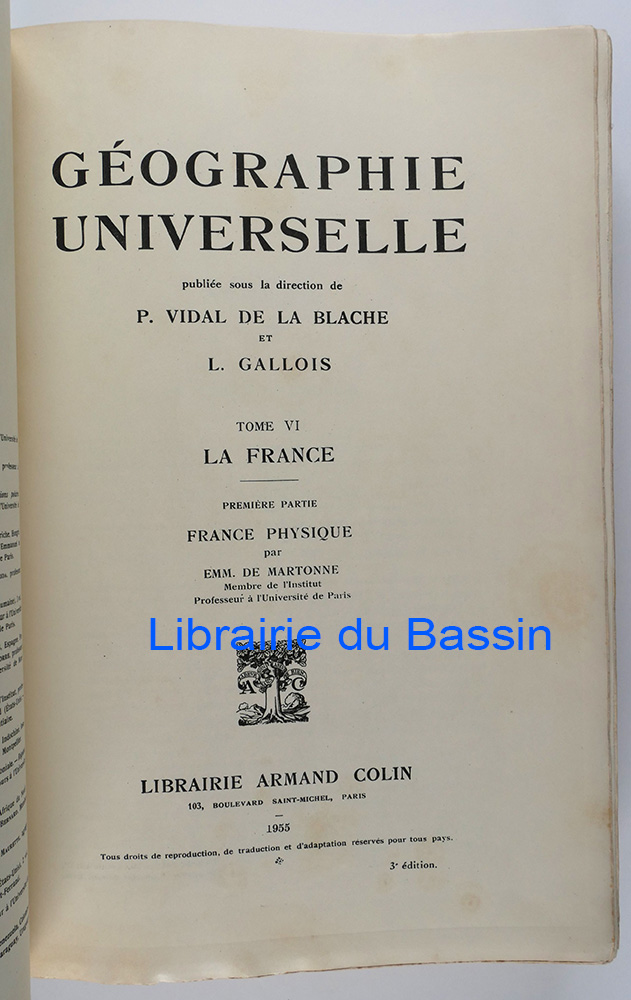 GÉOGRAPHIE
UNIVERSELLE
publiée sous la direction de
P. VIDAL DE LA BLACHE
ET
L. GALLOIS
TOME VI
LA FRANCE
PREMIÈRE PARTIE
FRANCE PHYSIQUE
par
EMM. DE MARTONNE
Membre de l'Institut
Professeur à l'Université de Paris
Librairie du Bassin
LIBRAIRIE ARMAND COLIN
103, BOULEVARD SAINT-MICHEL, PARIS
1955
Tous droits de reproduction, de traduction et d'adaptation réservés pour tous pays.
3e édition.